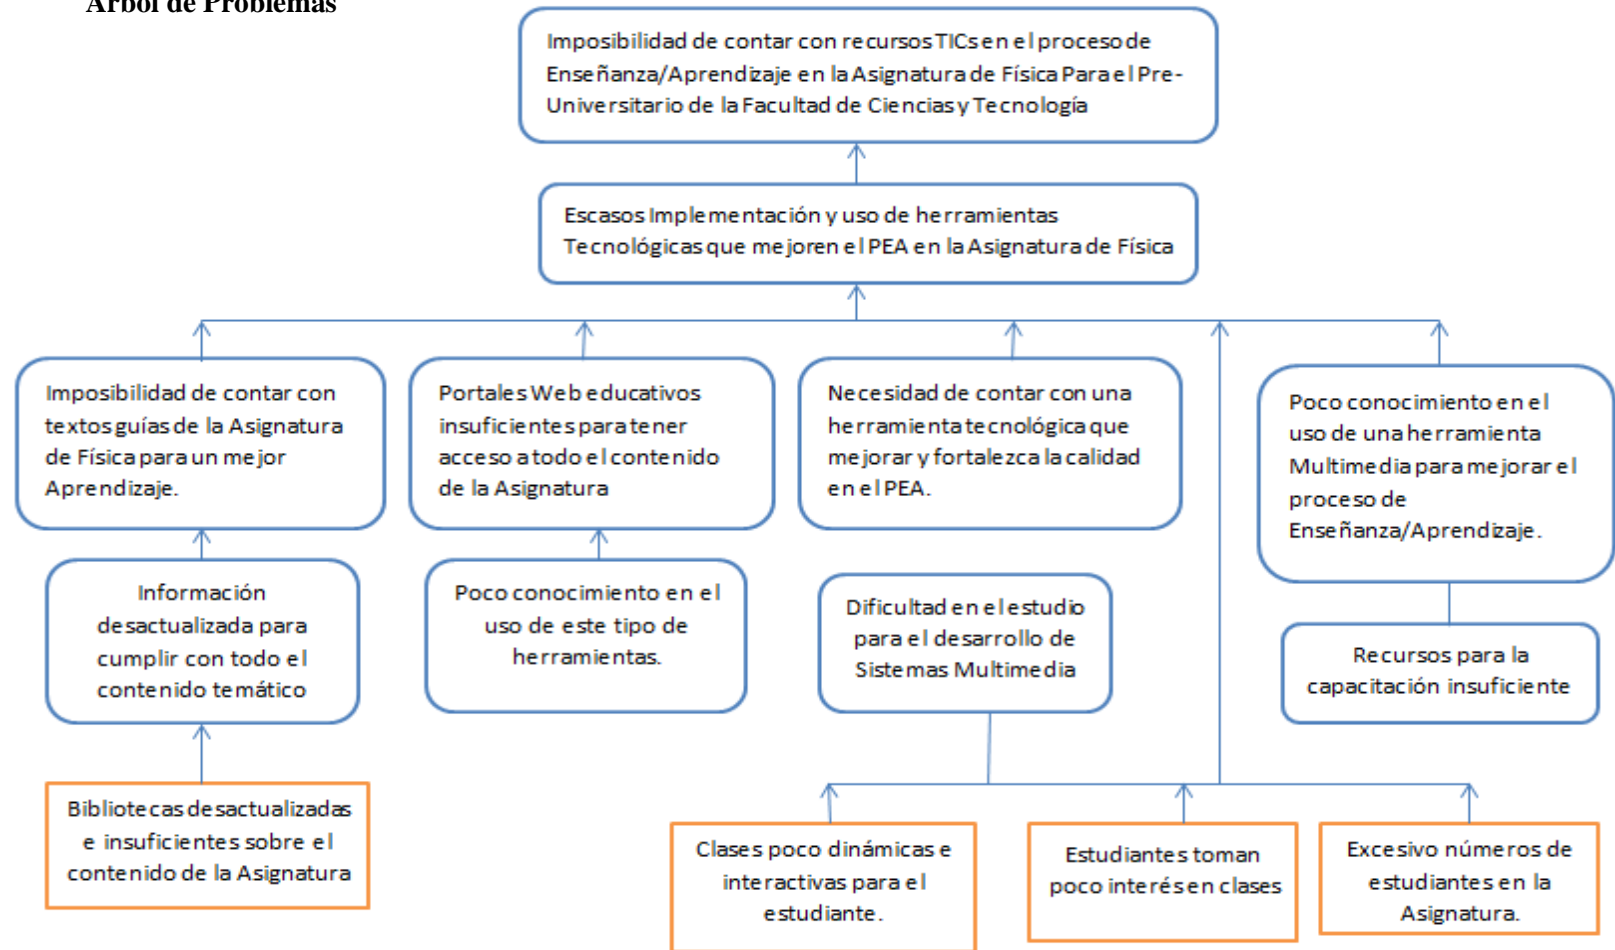 Árbol de Problemas
Imposibilidad de contar con recursos TICs en el proceso de
Enseñanza/Aprendizaje en la Asignatura de Física Para el Pre-
Universitario de la Facultad de Ciencias y Tecnología
Escasos Implementación y uso de herramientas
Tecnológicas que mejoren el PEA en la Asignatura de Física
Imposibilidad de contar con
textos guías de la Asignatura
de Física para un mejor
Aprendizaje.
Portales Web educativos
insuficientes para tener
acceso a todo el contenido
de la Asignatura
Necesidad de contar con una
herramienta tecnológica que
mejorar y fortalezca la calidad
en el PEA.
Poco conocimiento en el
uso de una herramienta
Multimedia para mejorar el
proceso de
Enseñanza/Aprendizaje.
Información
desactualizada para
cumplir con todo el
contenido temático
Poco conocimiento en el
uso de este tipo de
herramientas.
Dificultad en el estudio
para el desarrollo de
Sistemas Multimedia
Recursos para la
capacitación insuficiente
Bibliotecas desactualizadas
e insuficientes sobre el
contenido de la Asignatura
Clases poco dinámicas e
interactivas para el
estudiante.
Estudiantes toman
poco interés en clases
Excesivo números de
estudiantes en la
Asignatura.